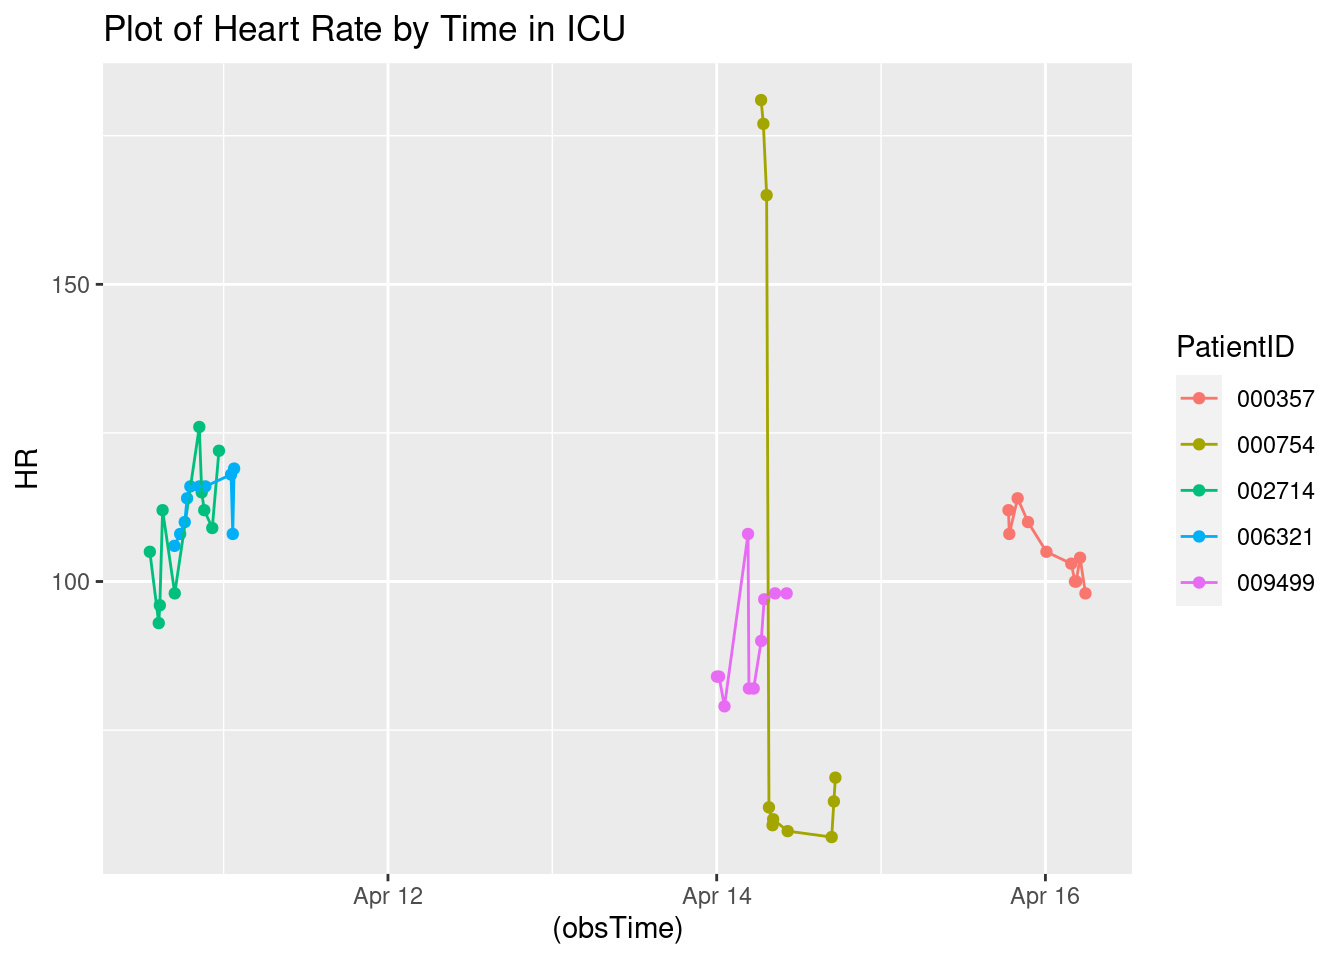 Plot of Heart Rate by Time in ICU
150
100
HR
Apr 12
Apr 14
Apr 16
(obsTime)
PatientID
000357
000754
002714
006321
009499